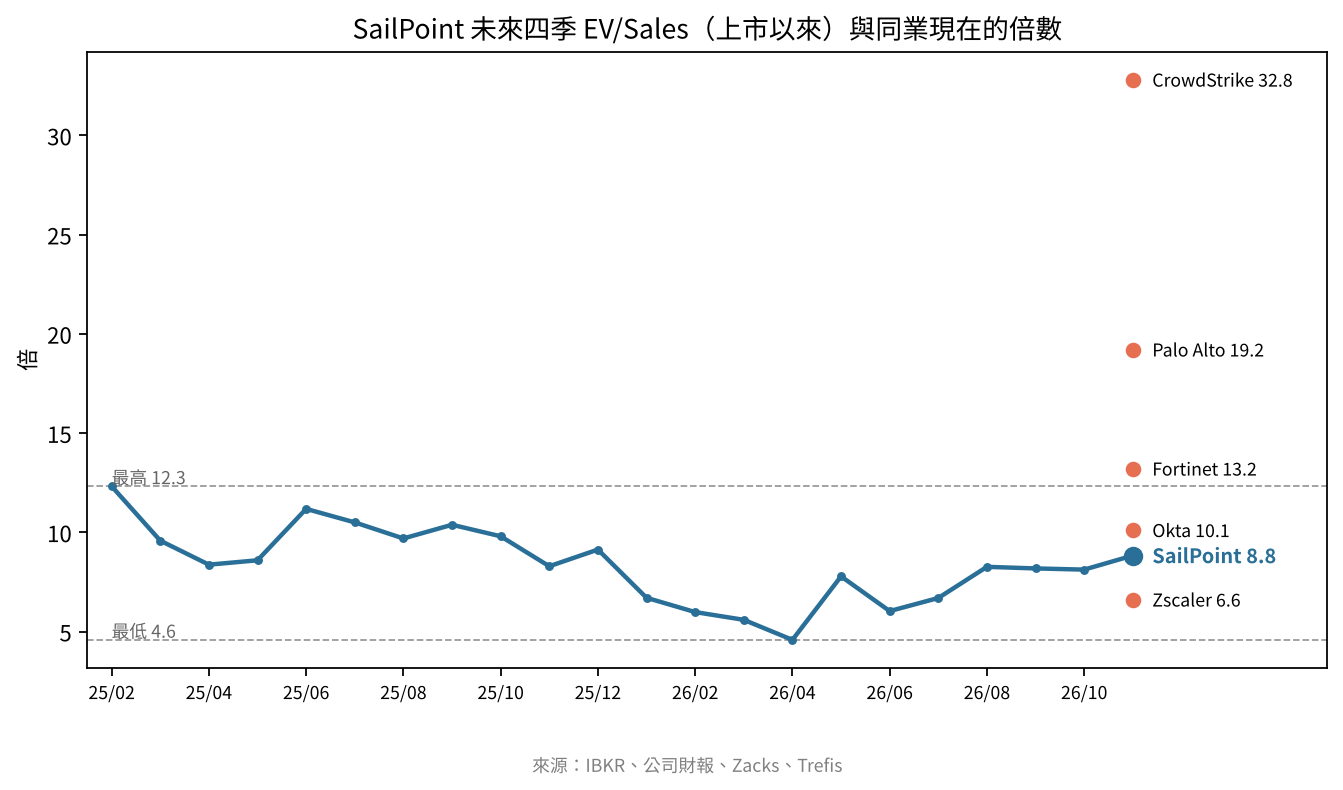 SailPoint 未來四季 EV/Sales（上市以來）與同業現在的倍數
倍
30
25
20
15
10
5
CrowdStrike 32.8
Palo Alto 19.2
Fortinet 13.2
最高 12.3
Okta 10.1
SailPoint 8.8
Zscaler 6.6
最低 4.6
25/02 25/04 25/06 25/08 25/10 25/12 26/02 26/04 26/06 26/08 26/10
來源：IBKR、公司財報、Zacks、Trefis